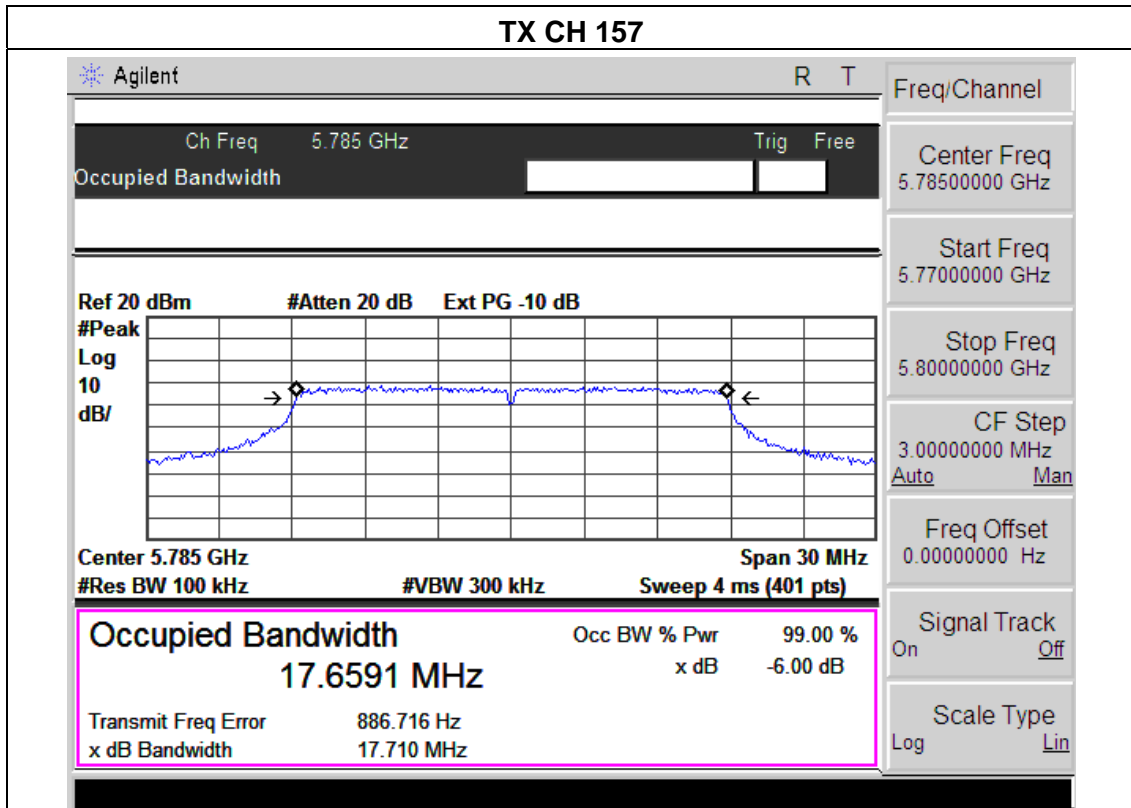 TX CH 157
Agilent R T
Freq/Channel
Ch Freq 5.785 GHz Trig Free
Occupied Bandwidth
Center Freq
5.78500000 GHz
Start Freq
5.77000000 GHz
Ref 20 dBm #Atten 20 dB Ext PG -10 dB
#Peak
Log
10
dB/
Stop Freq
5.80000000 GHz
CF Step
3.00000000 MHz
Auto Man
Center 5.785 GHz Span 30 MHz
#Res BW 100 kHz #VBW 300 kHz Sweep 4 ms (401 pts)
Freq Offset
0.00000000 Hz
Occupied Bandwidth Occ BW % Pwr 99.00 %
17.6591 MHz x dB -6.00 dB
Transmit Freq Error 886.716 Hz
x dB Bandwidth 17.710 MHz
Signal Track
On Off
Scale Type
Log Lin